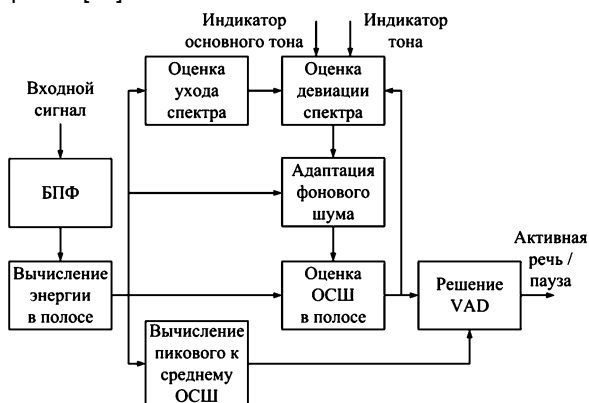 Индикатор
основного тона
Индикатор
тона
Входной
сигнал
Оценка
ухода
спектра
Оценка
девиации
спектра
БПФ
Адаптация
фонового
шума
Вычисление
энергии
в полосе
Оценка
ОСШ
в полосе
Решение
VAD
Активная
речь /
пауза
Вычисление
пикового к
среднему
ОСШ